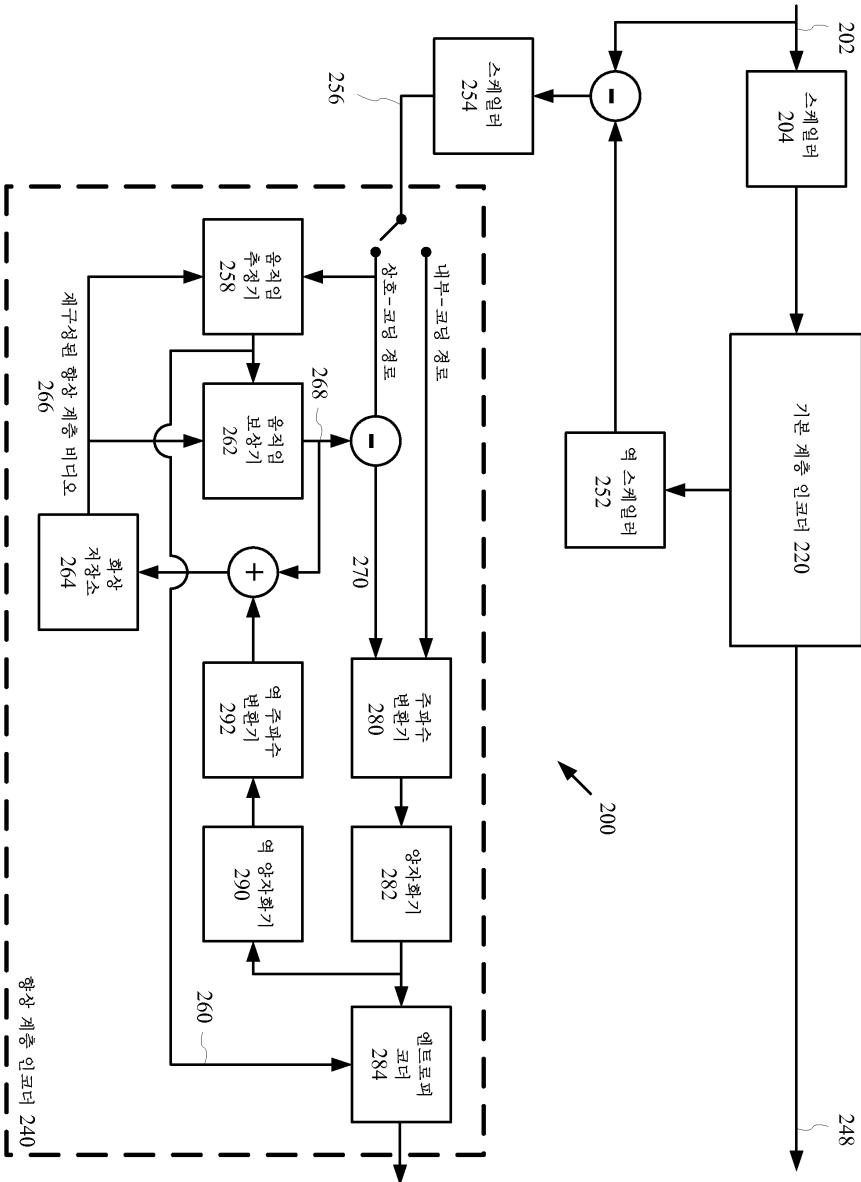 202
스케일러
204
기본 계층 인코더 220
248
역 스케일러
252
스케일러
254
256
200
내부-코딩 경로
상호-코딩 경로
움직임
추정기
258
움직임
보상기
262
268
270
주파수
변환기
280
양자화기
282
엔트로피
코더
284
역 주파수
변환기
292
역 양자화기
290
260
재구성된 향상 계층 비디오
266
화상
저장소
264
향상 계층 인코더 240